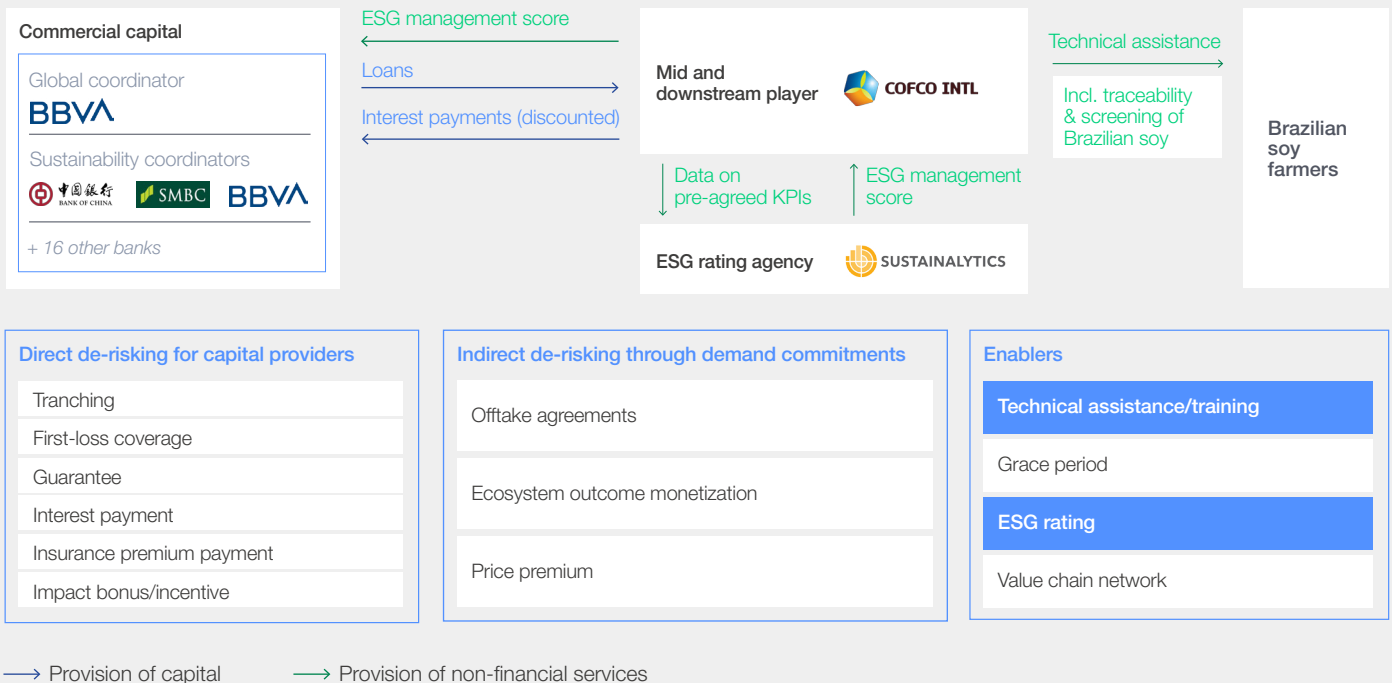 Commercial capital
Global coordinator
BBVA
Sustainability coordinators
中国银行
BANK OF CHINA
SMBC
BBVA
+ 16 other banks
ESG management score
Loans
Interest payments (discounted)
Mid and
downstream player
COFCO INTL
Data on
pre-agreed KPIs
ESG management
score
ESG rating agency
SUSTAINALYTICS
Technical assistance
Incl. traceability
& screening of
Brazilian soy
Brazilian
soy
farmers
Direct de-risking for capital providers
Tranching
First-loss coverage
Guarantee
Interest payment
Insurance premium payment
Impact bonus/incentive
Indirect de-risking through demand commitments
Offtake agreements
Ecosystem outcome monetization
Price premium
Enablers
Technical assistance/training
Grace period
ESG rating
Value chain network
Provision of capital
Provision of non-financial services